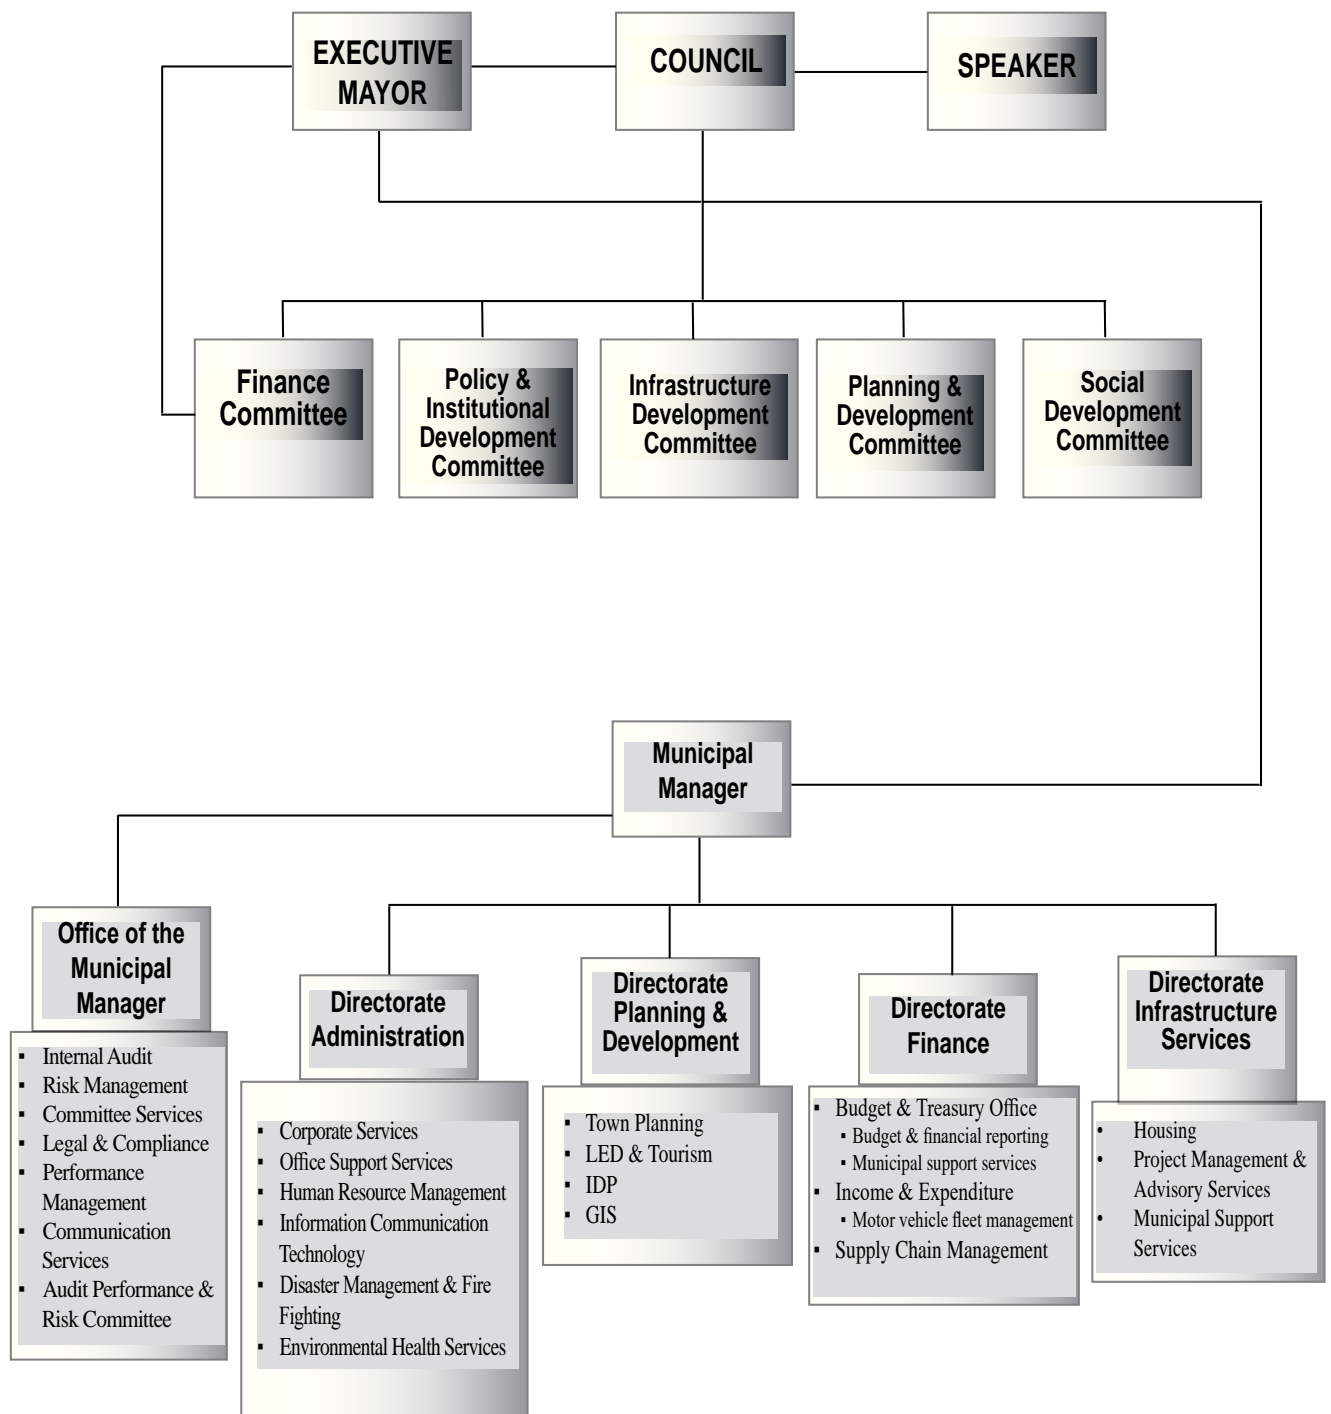 EXECUTIVE
MAYOR
COUNCIL
SPEAKER
Finance
Committee
Policy &
Institutional
Development
Committee
Infrastructure
Development
Committee
Planning &
Development
Committee
Social
Development
Committee
Municipal
Manager
Office of the
Municipal
Manager
▪ Internal Audit
▪ Risk Management
▪ Committee Services
▪ Legal & Compliance
▪ Performance
Management
▪ Communication
Services
▪ Audit Performance &
Risk Committee
Directorate
Administration
▪ Corporate Services
▪ Office Support Services
▪ Human Resource Management
▪ Information Communication
Technology
▪ Disaster Management & Fire
Fighting
▪ Environmental Health Services
Directorate
Planning &
Development
▪ Town Planning
▪ LED & Tourism
▪ IDP
▪ GIS
Directorate
Finance
▪ Budget & Treasury Office
▪ Budget & financial reporting
▪ Municipal support services
▪ Income & Expenditure
▪ Motor vehicle fleet management
▪ Supply Chain Management
Directorate
Infrastructure
Services
• Housing
• Project Management &
Advisory Services
• Municipal Support
Services